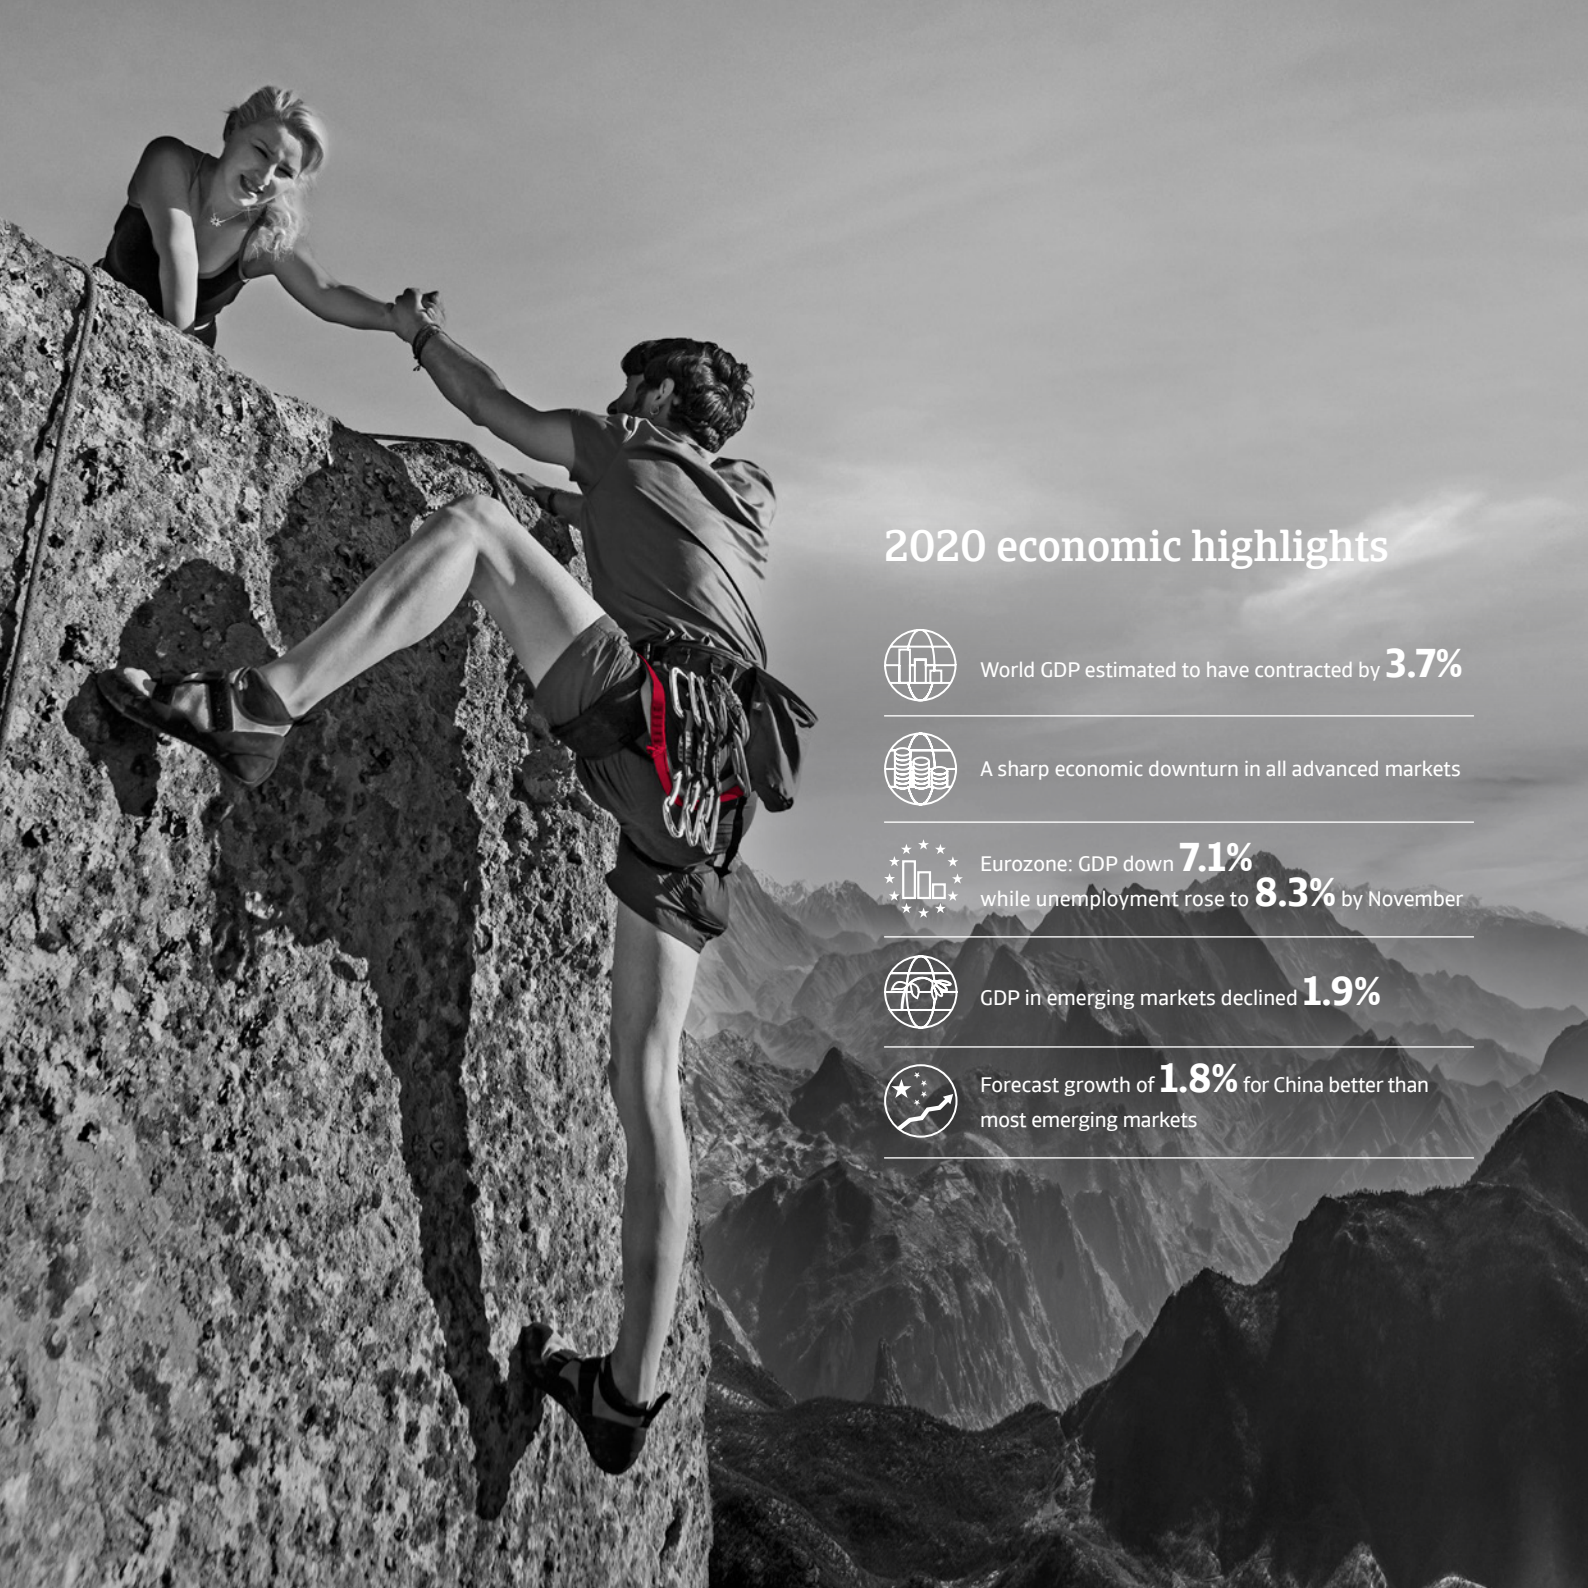 2020 economic highlights
World GDP estimated to have contracted by 3.7%
A sharp economic downturn in all advanced markets
Eurozone: GDP down 7.1%
while unemployment rose to 8.3% by November
GDP in emerging markets declined 1.9%
Forecast growth of 1.8% for China better than
most emerging markets